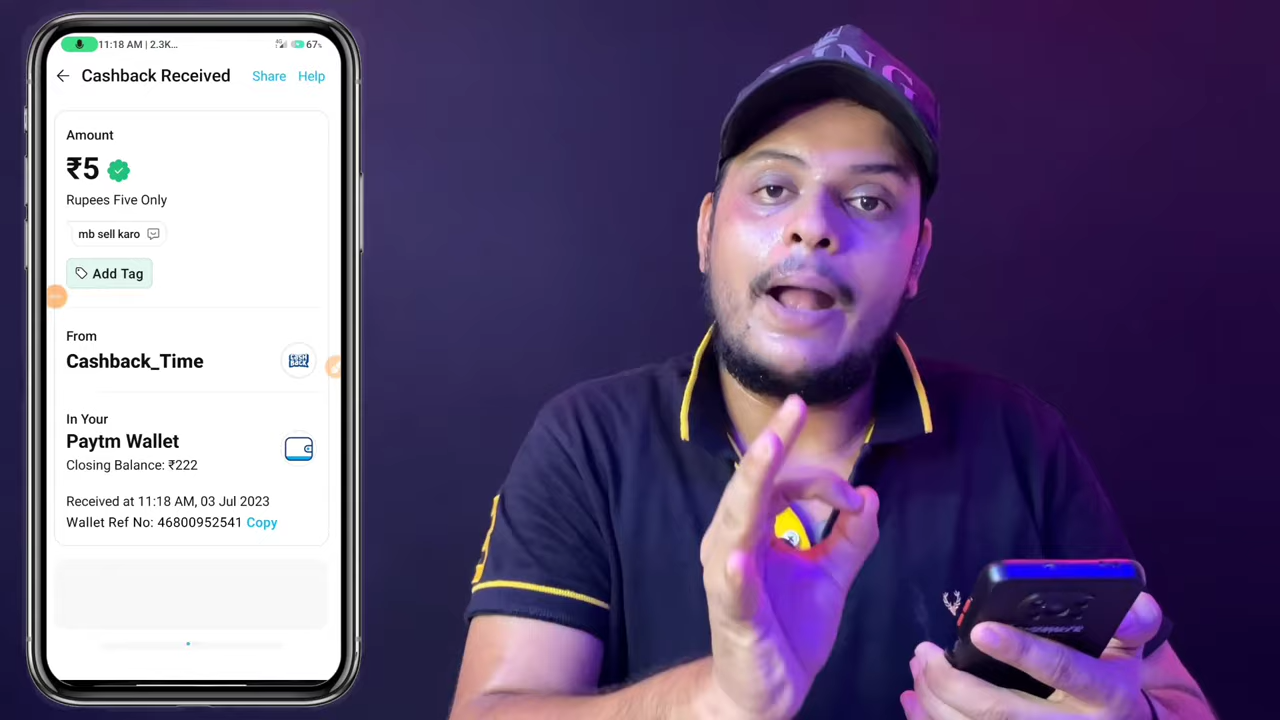 11:18 AM | 2.3K...
67%
Cashback Received Share Help
Amount
₹5
Rupees Five Only
mb sell karo
Add Tag
From
Cashback_Time
CASH
BACK
In Your
Paytm Wallet
Closing Balance: ₹222
Received at 11:18 AM, 03 Jul 2023
Wallet Ref No: 46800952541 Copy